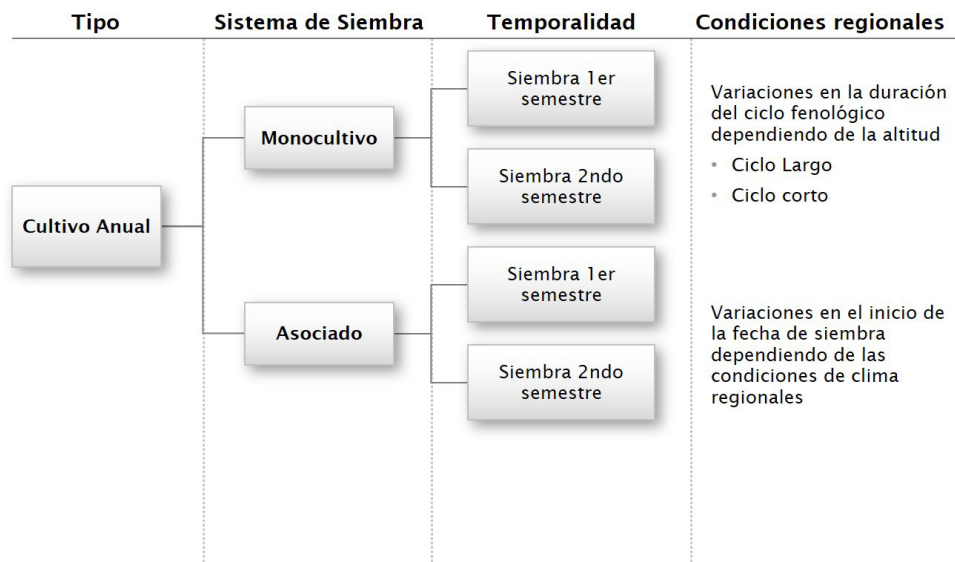 Tipo
Sistema de Siembra
Temporalidad
Condiciones regionales
Cultivo Anual
Monocultivo
Asociado
Siembra 1er
semestre
Siembra 2ndo
semestre
Siembra 1er
semestre
Siembra 2ndo
semestre
Variaciones en la duración
del ciclo fenológico
dependiendo de la altitud
• Ciclo Largo
• Ciclo corto
Variaciones en el inicio de
la fecha de siembra
dependiendo de las
condiciones de clima
regionales